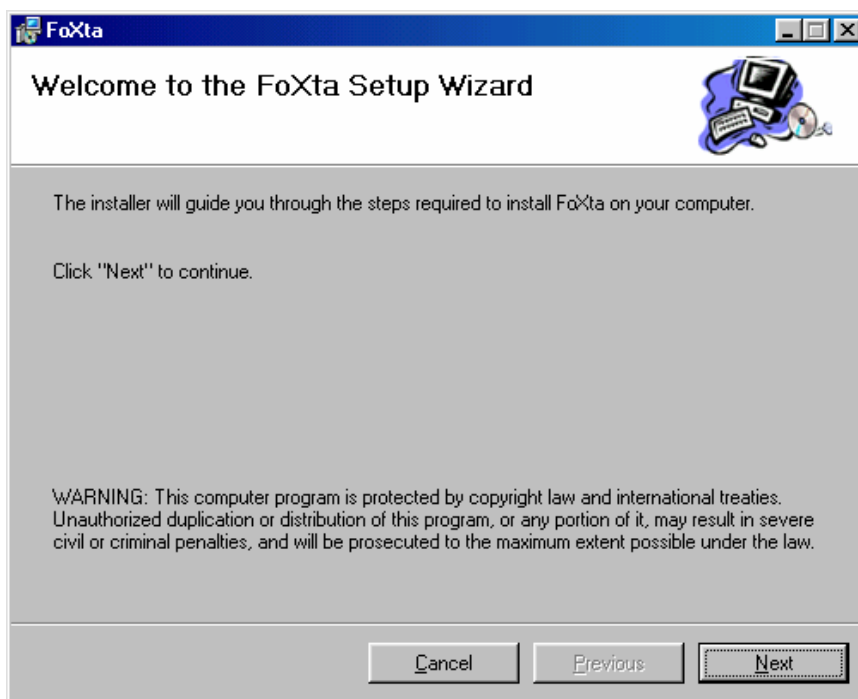 FoXta
Welcome to the FoXta Setup Wizard
The installer will guide you through the steps required to install FoXta on your computer.
Click "Next" to continue.
WARNING: This computer program is protected by copyright law and international treaties.
Unauthorized duplication or distribution of this program, or any portion of it, may result in severe
civil or criminal penalties, and will be prosecuted to the maximum extent possible under the law.
Cancel
Previous
Next